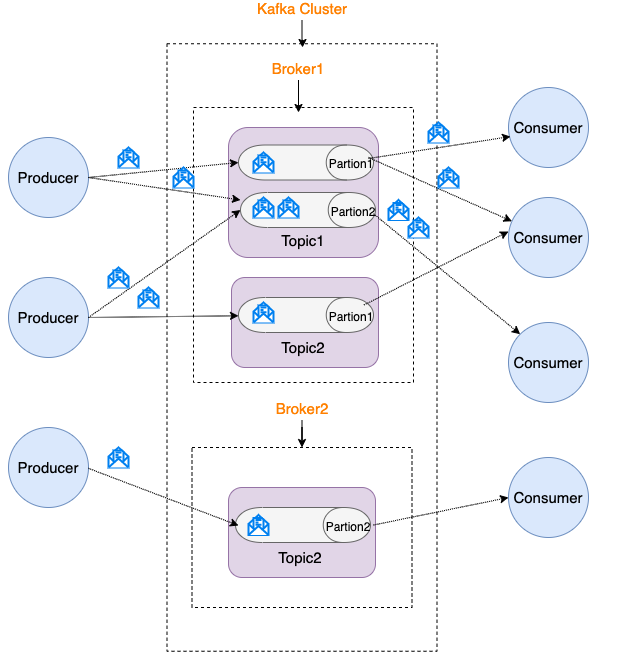 Kafka Cluster
Broker1
Consumer
Partion1
Producer
Partion2
Topic1
Consumer
Partion1
Producer
Topic2
Consumer
Broker2
Producer
Consumer
Partion2
Topic2